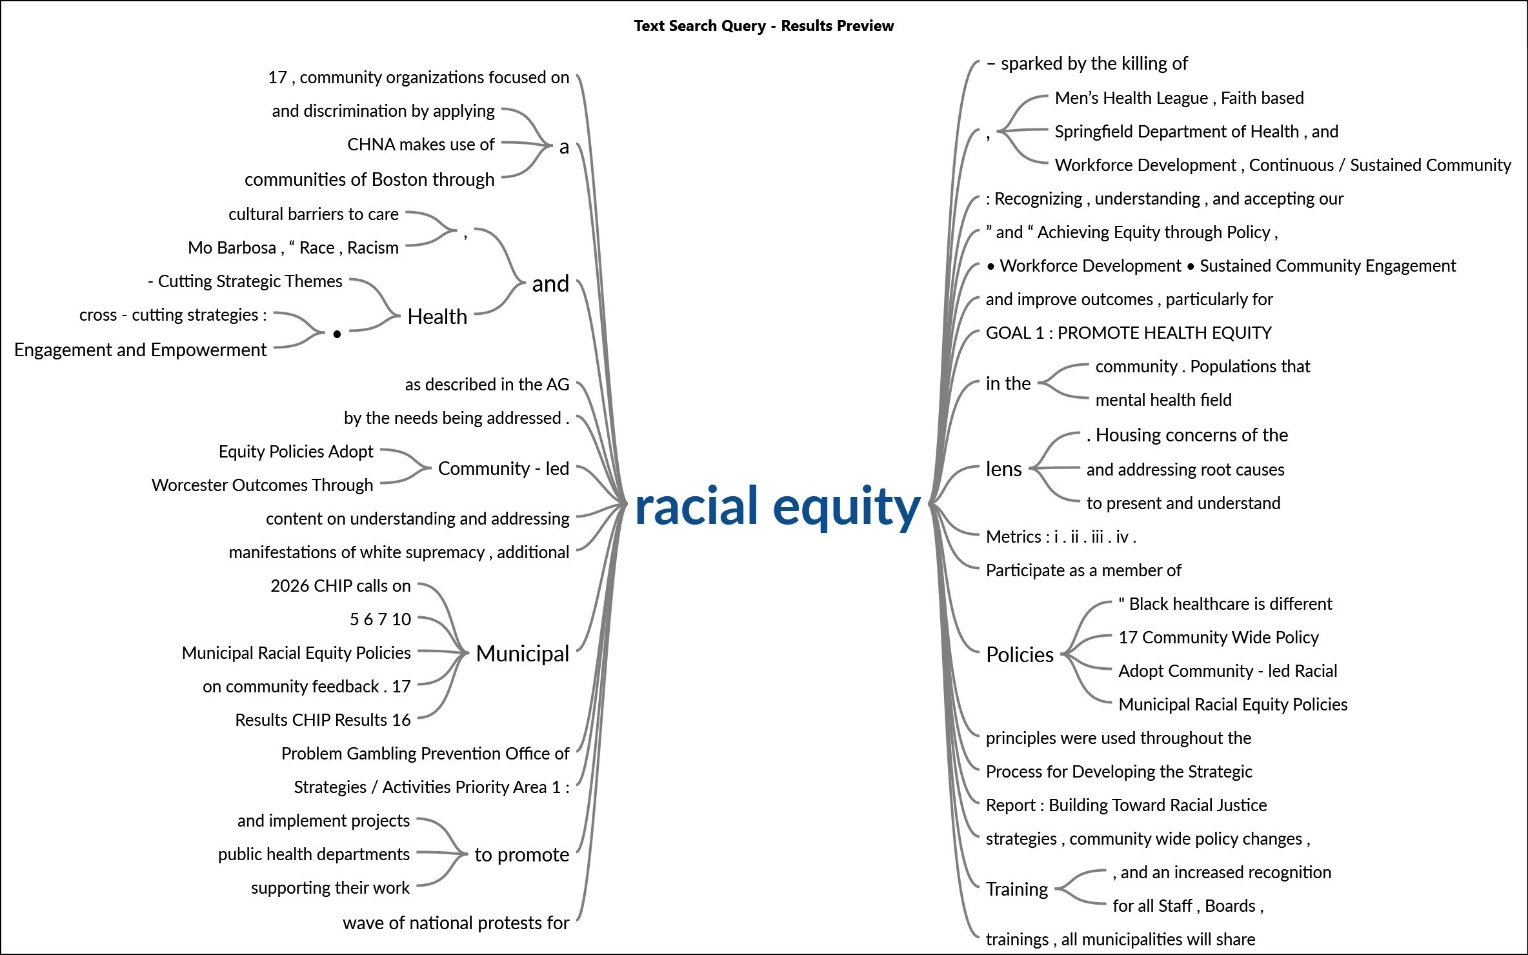 Text Search Query - Results Preview
17 , community organizations focused on
and discrimination by applying
CHNA makes use of
communities of Boston through
a
cultural barriers to care
Mo Barbosa , “ Race , Racism
,
- Cutting Strategic Themes
cross - cutting strategies :
Engagement and Empowerment
•
Health
and
as described in the AG
by the needs being addressed .
Equity Policies Adopt
Worcester Outcomes Through
Community - led
content on understanding and addressing
manifestations of white supremacy , additional
2026 CHIP calls on
5 6 7 10
Municipal Racial Equity Policies
on community feedback . 17
Results CHIP Results 16
Municipal
Problem Gambling Prevention Office of
Strategies / Activities Priority Area 1 :
and implement projects
public health departments
supporting their work
to promote
wave of national protests for
racial equity
– sparked by the killing of
,
Men’s Health League , Faith based
Springfield Department of Health , and
Workforce Development , Continuous / Sustained Community
: Recognizing , understanding , and accepting our
” and “ Achieving Equity through Policy ,
• Workforce Development • Sustained Community Engagement
and improve outcomes , particularly for
GOAL 1 : PROMOTE HEALTH EQUITY
in the
community . Populations that
mental health field
lens
. Housing concerns of the
and addressing root causes
to present and understand
Metrics : i . ii . iii . iv .
Participate as a member of
Policies
" Black healthcare is different
17 Community Wide Policy
Adopt Community - led Racial
Municipal Racial Equity Policies
principles were used throughout the
Process for Developing the Strategic
Report : Building Toward Racial Justice
strategies , community wide policy changes ,
Training
, and an increased recognition
for all Staff , Boards ,
trainings , all municipalities will share